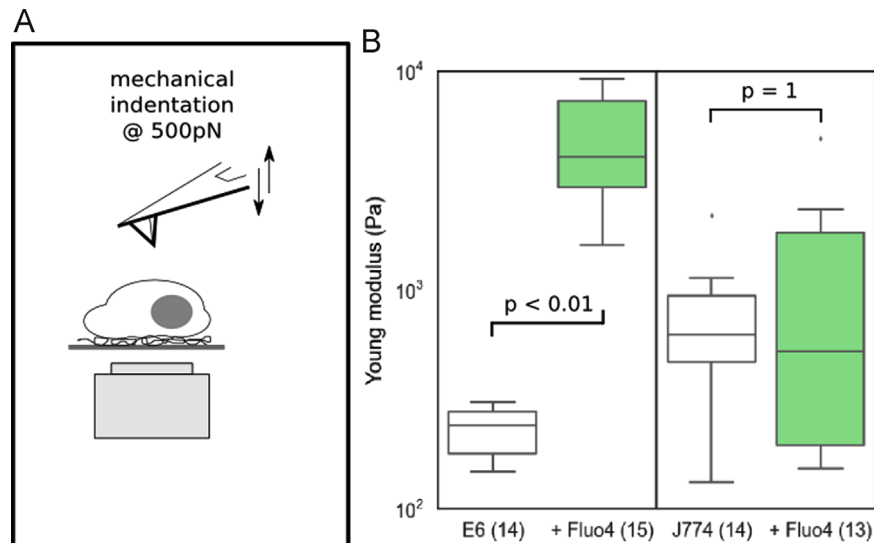 A
mechanical
indentation
@ 500pN
B
Young modulus (Pa)
10⁴
10³
10²
p < 0.01
p = 1
E6 (14)
+ Fluo4 (15)
J774 (14)
+ Fluo4 (13)